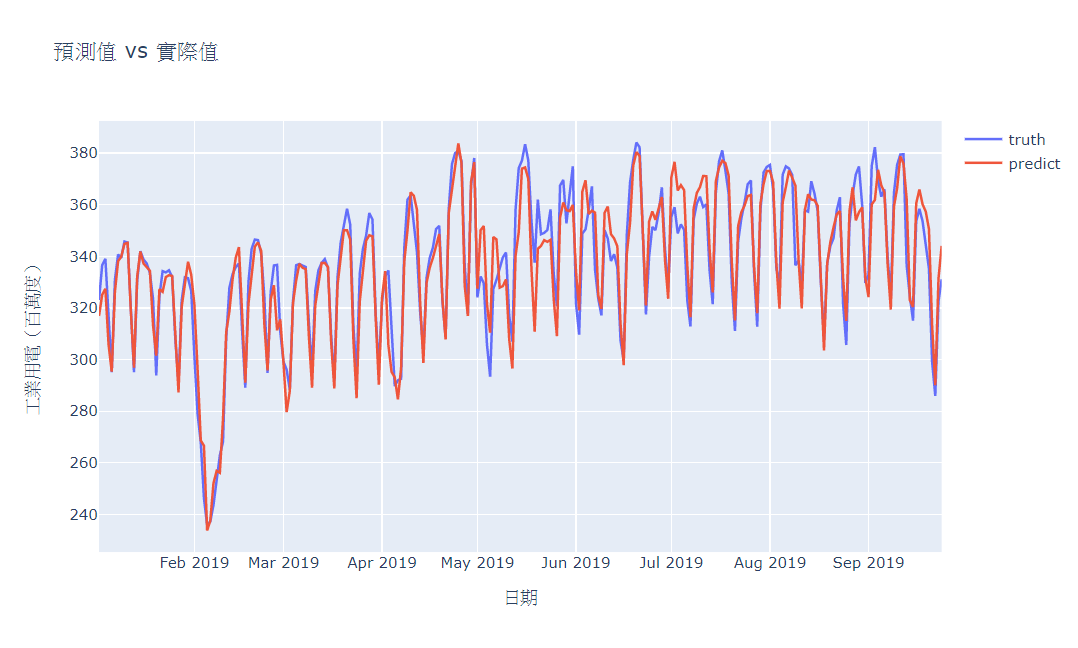 預測值 vs 實際值
truth
predict
工業用電（百萬度）
380
360
340
320
300
380
260
240
Feb 2019
Mar 2019
Apr 2019
May 2019
Jun 2019
Jul 2019
Aug 2019
Sep 2019
日期